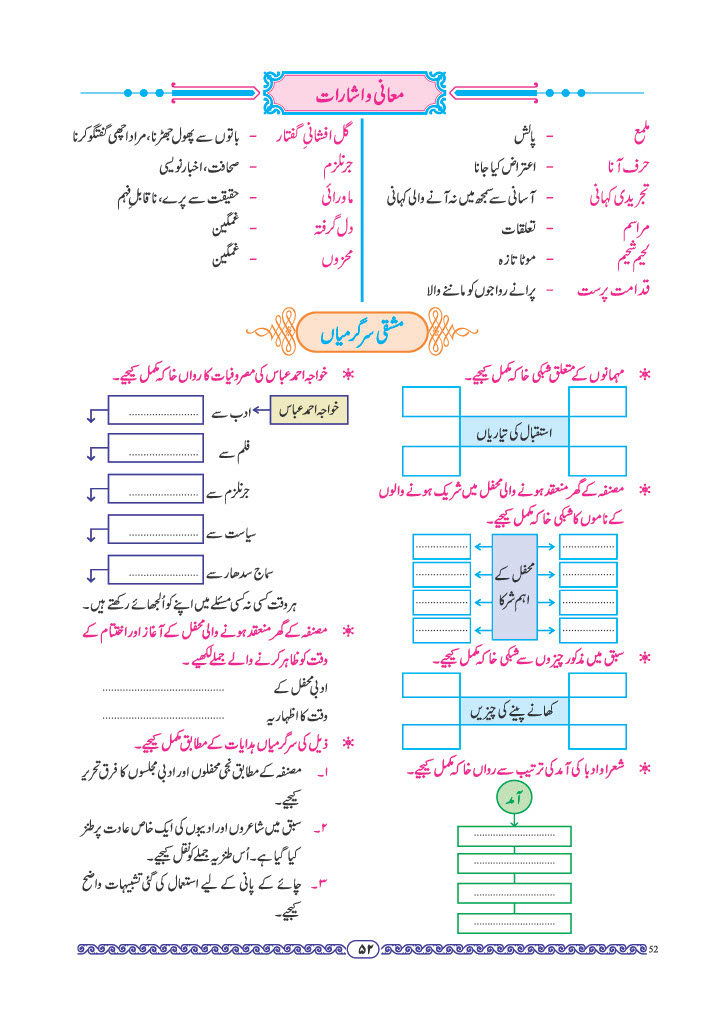 معانی و اشارات
ملمع – پالش
حرف آنا – اعتراض کیا جانا
تجریدی کہانی – آسانی سے سمجھ میں نہ آنے والی کہانی
مراسم – تعلقات
لحیم شحیم – موٹا تازہ
قدامت پرست – پرانے رواجوں کو ماننے والا
گل افشانیِ گفتار – باتوں سے پھول جھڑنا، مراد اچھی گفتگو کرنا
جرنلزم – صحافت، اخبار نویسی
ماورائی – حقیقت سے پرے، ناقابلِ فہم
دل گرفتہ – غمگین
محزوں – غمگین
مشقی سرگرمیاں
* مہمانوں کے متعلق شبکی خاکہ مکمل کیجیے۔
استقبال کی تیاریاں
* مصنفہ کے گھر منعقد ہونے والی محفل میں شریک ہونے والوں
کے ناموں کا شبکی خاکہ مکمل کیجیے۔
محفل کے
اہم شرکا
* سبق میں مذکور چیزوں سے شبکی خاکہ مکمل کیجیے۔
کھانے پینے کی چیزیں
* شعرا و ادبا کی آمد کی ترتیب سے رواں خاکہ مکمل کیجیے۔
آمد
* خواجہ احمد عباس کی مصروفیات کا رواں خاکہ مکمل کیجیے۔
خواجہ احمد عباس
ادب سے ........................
فلم سے ........................
جرنلزم سے ........................
سیاست سے ........................
سماج سدھار سے ........................
ہر وقت کسی نہ کسی مسئلے میں اپنے کو اُلجھائے رکھتے ہیں۔
* مصنفہ کے گھر منعقد ہونے والی محفل کے آغاز اور اختتام کے
وقت کو ظاہر کرنے والے جملے لکھیے۔
ادبی محفل کے ........................................
وقت کا اظہاریہ ........................................
* ذیل کی سرگرمیاں ہدایات کے مطابق مکمل کیجیے۔
۱۔ مصنفہ کے مطابق نجی محفلوں اور ادبی مجلسوں کا فرق تحریر
کیجیے۔
۲۔ سبق میں شاعروں اور ادیبوں کی ایک خاص عادت پر طنز
کیا گیا ہے۔ اُس طنزیہ جملے کو نقل کیجیے۔
۳۔ چائے کے پانی کے لیے استعمال کی گئی تشبیہات واضح
کیجیے۔
۵۲
52